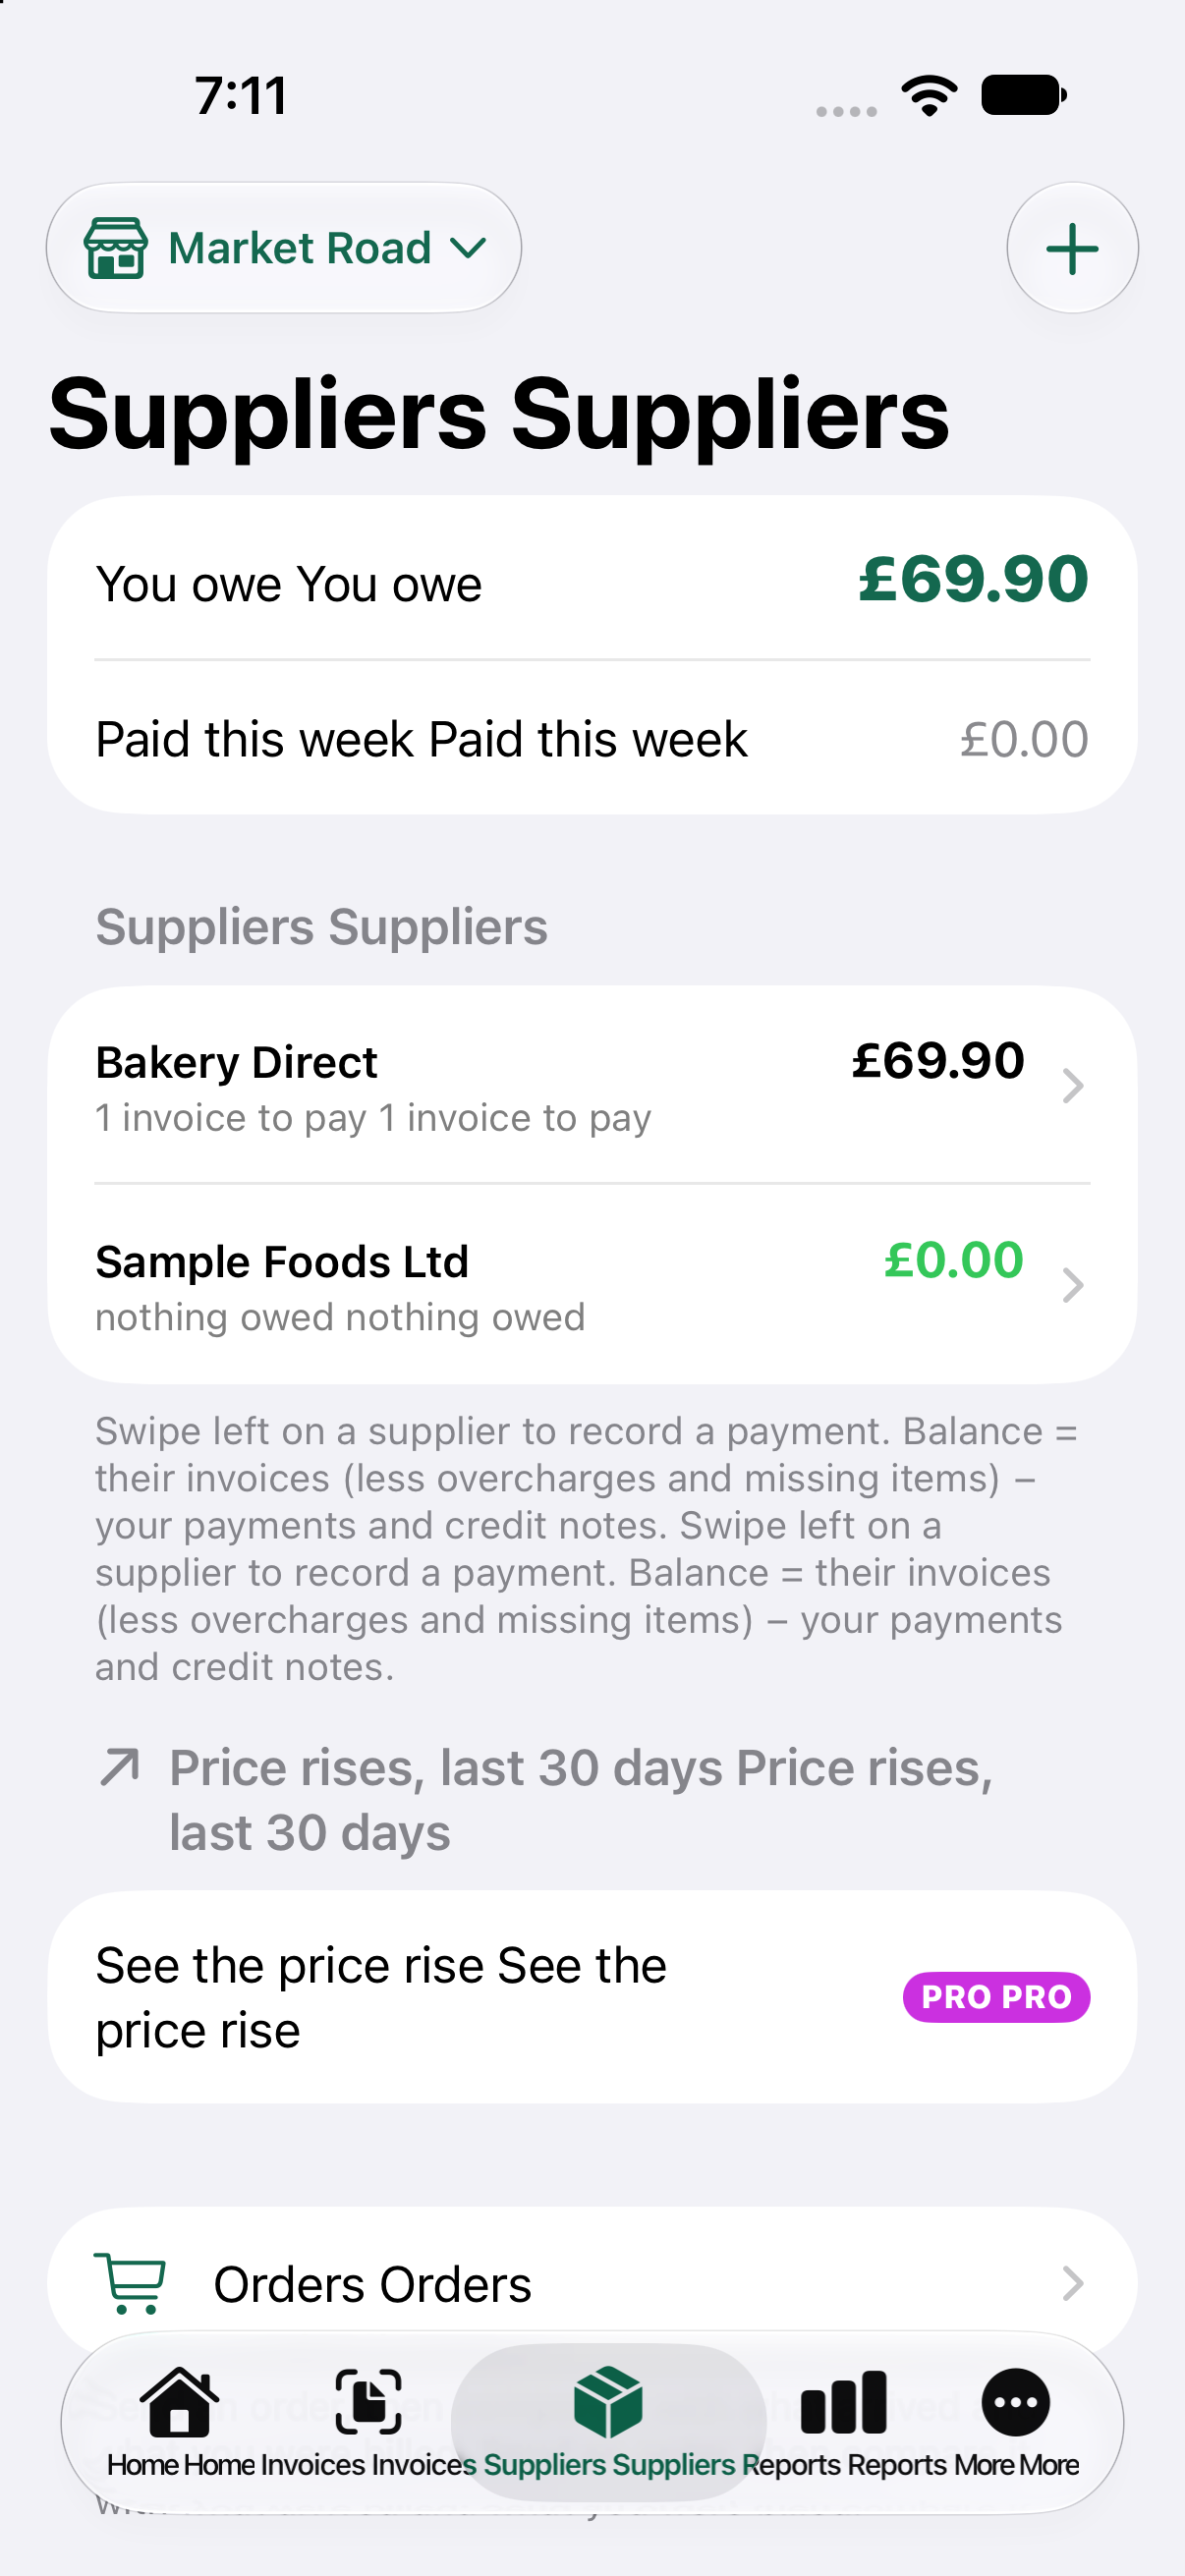 7:11
Market Road
Suppliers Suppliers
You owe You owe
£69.90
Paid this week Paid this week
£0.00
Suppliers Suppliers
Bakery Direct
£69.90
1 invoice to pay 1 invoice to pay
Sample Foods Ltd
£0.00
nothing owed nothing owed
Swipe left on a supplier to record a payment. Balance =
their invoices (less overcharges and missing items) –
your payments and credit notes. Swipe left on a
supplier to record a payment. Balance = their invoices
(less overcharges and missing items) – your payments
and credit notes.
Price rises, last 30 days Price rises,
last 30 days
See the price rise See the
price rise
PRO PRO
Orders Orders
Home Home Invoices Invoices Suppliers Suppliers Reports Reports More More